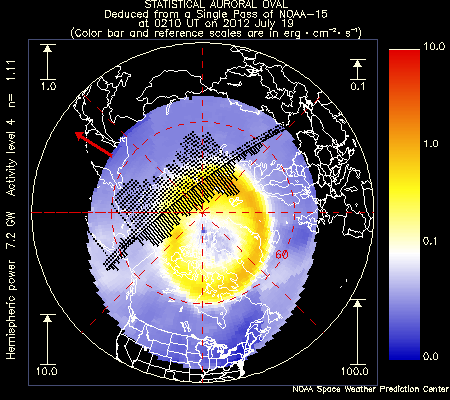 STATISTICAL AURORAL OVAL
Deduced from a Single Pass of NOAA-15
at 0210 UT on 2012 July 19
(Color bar and reference scales are in erg·cm⁻²·s⁻¹)
Hemispheric power 7.2 GW Activity level 4 n= 1.11
1.0
0.1
10.0
1.0
0.1
0.0
60
10.0
100.0
NOAA Space Weather Prediction Center